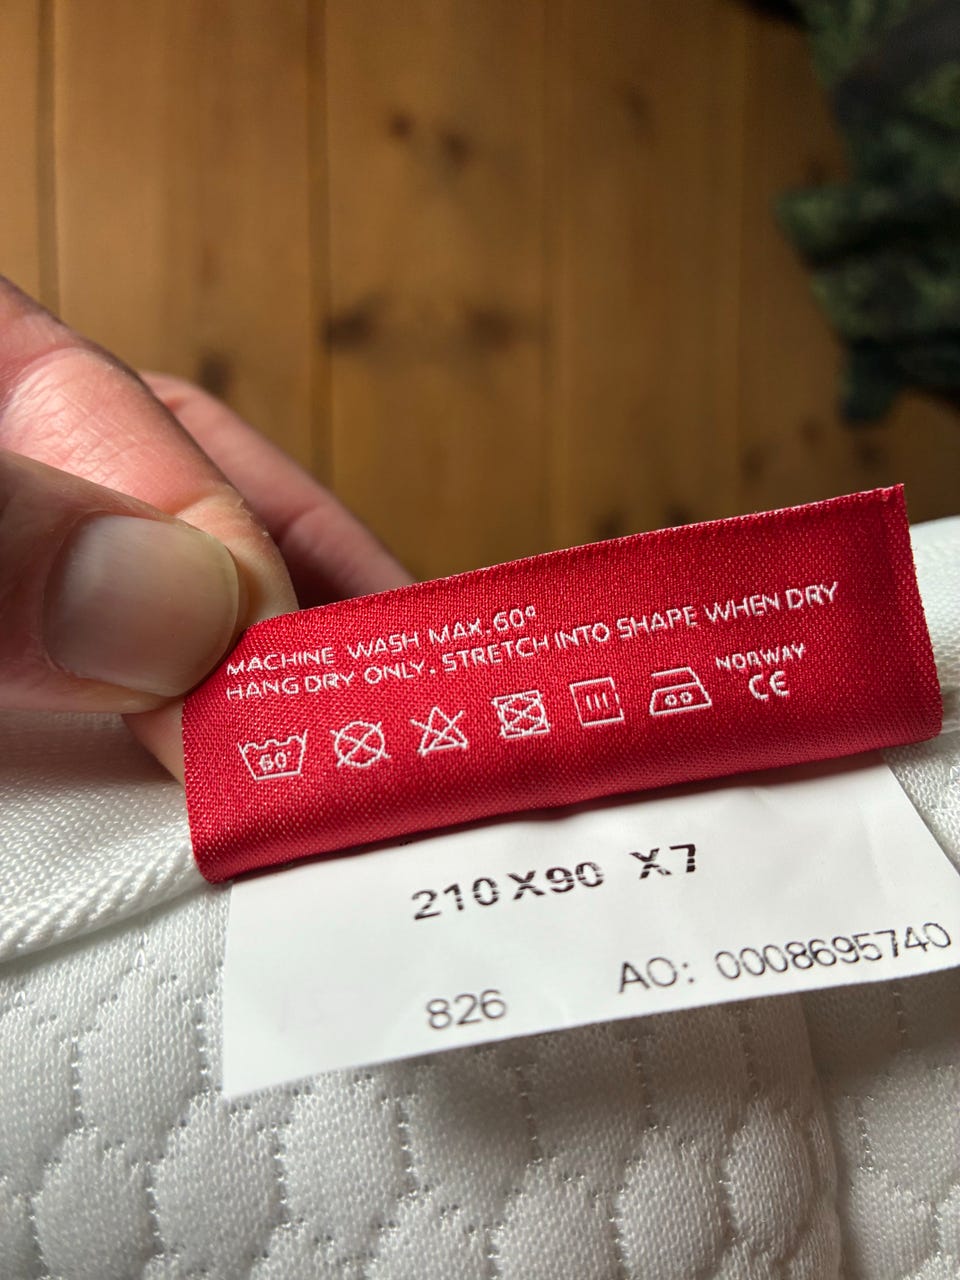 MACHINE WASH MAX.60°
HANG DRY ONLY. STRETCH INTO SHAPE WHEN DRY
60°
NORWAY
CE
210X90 X7
826 AO: 0008695740